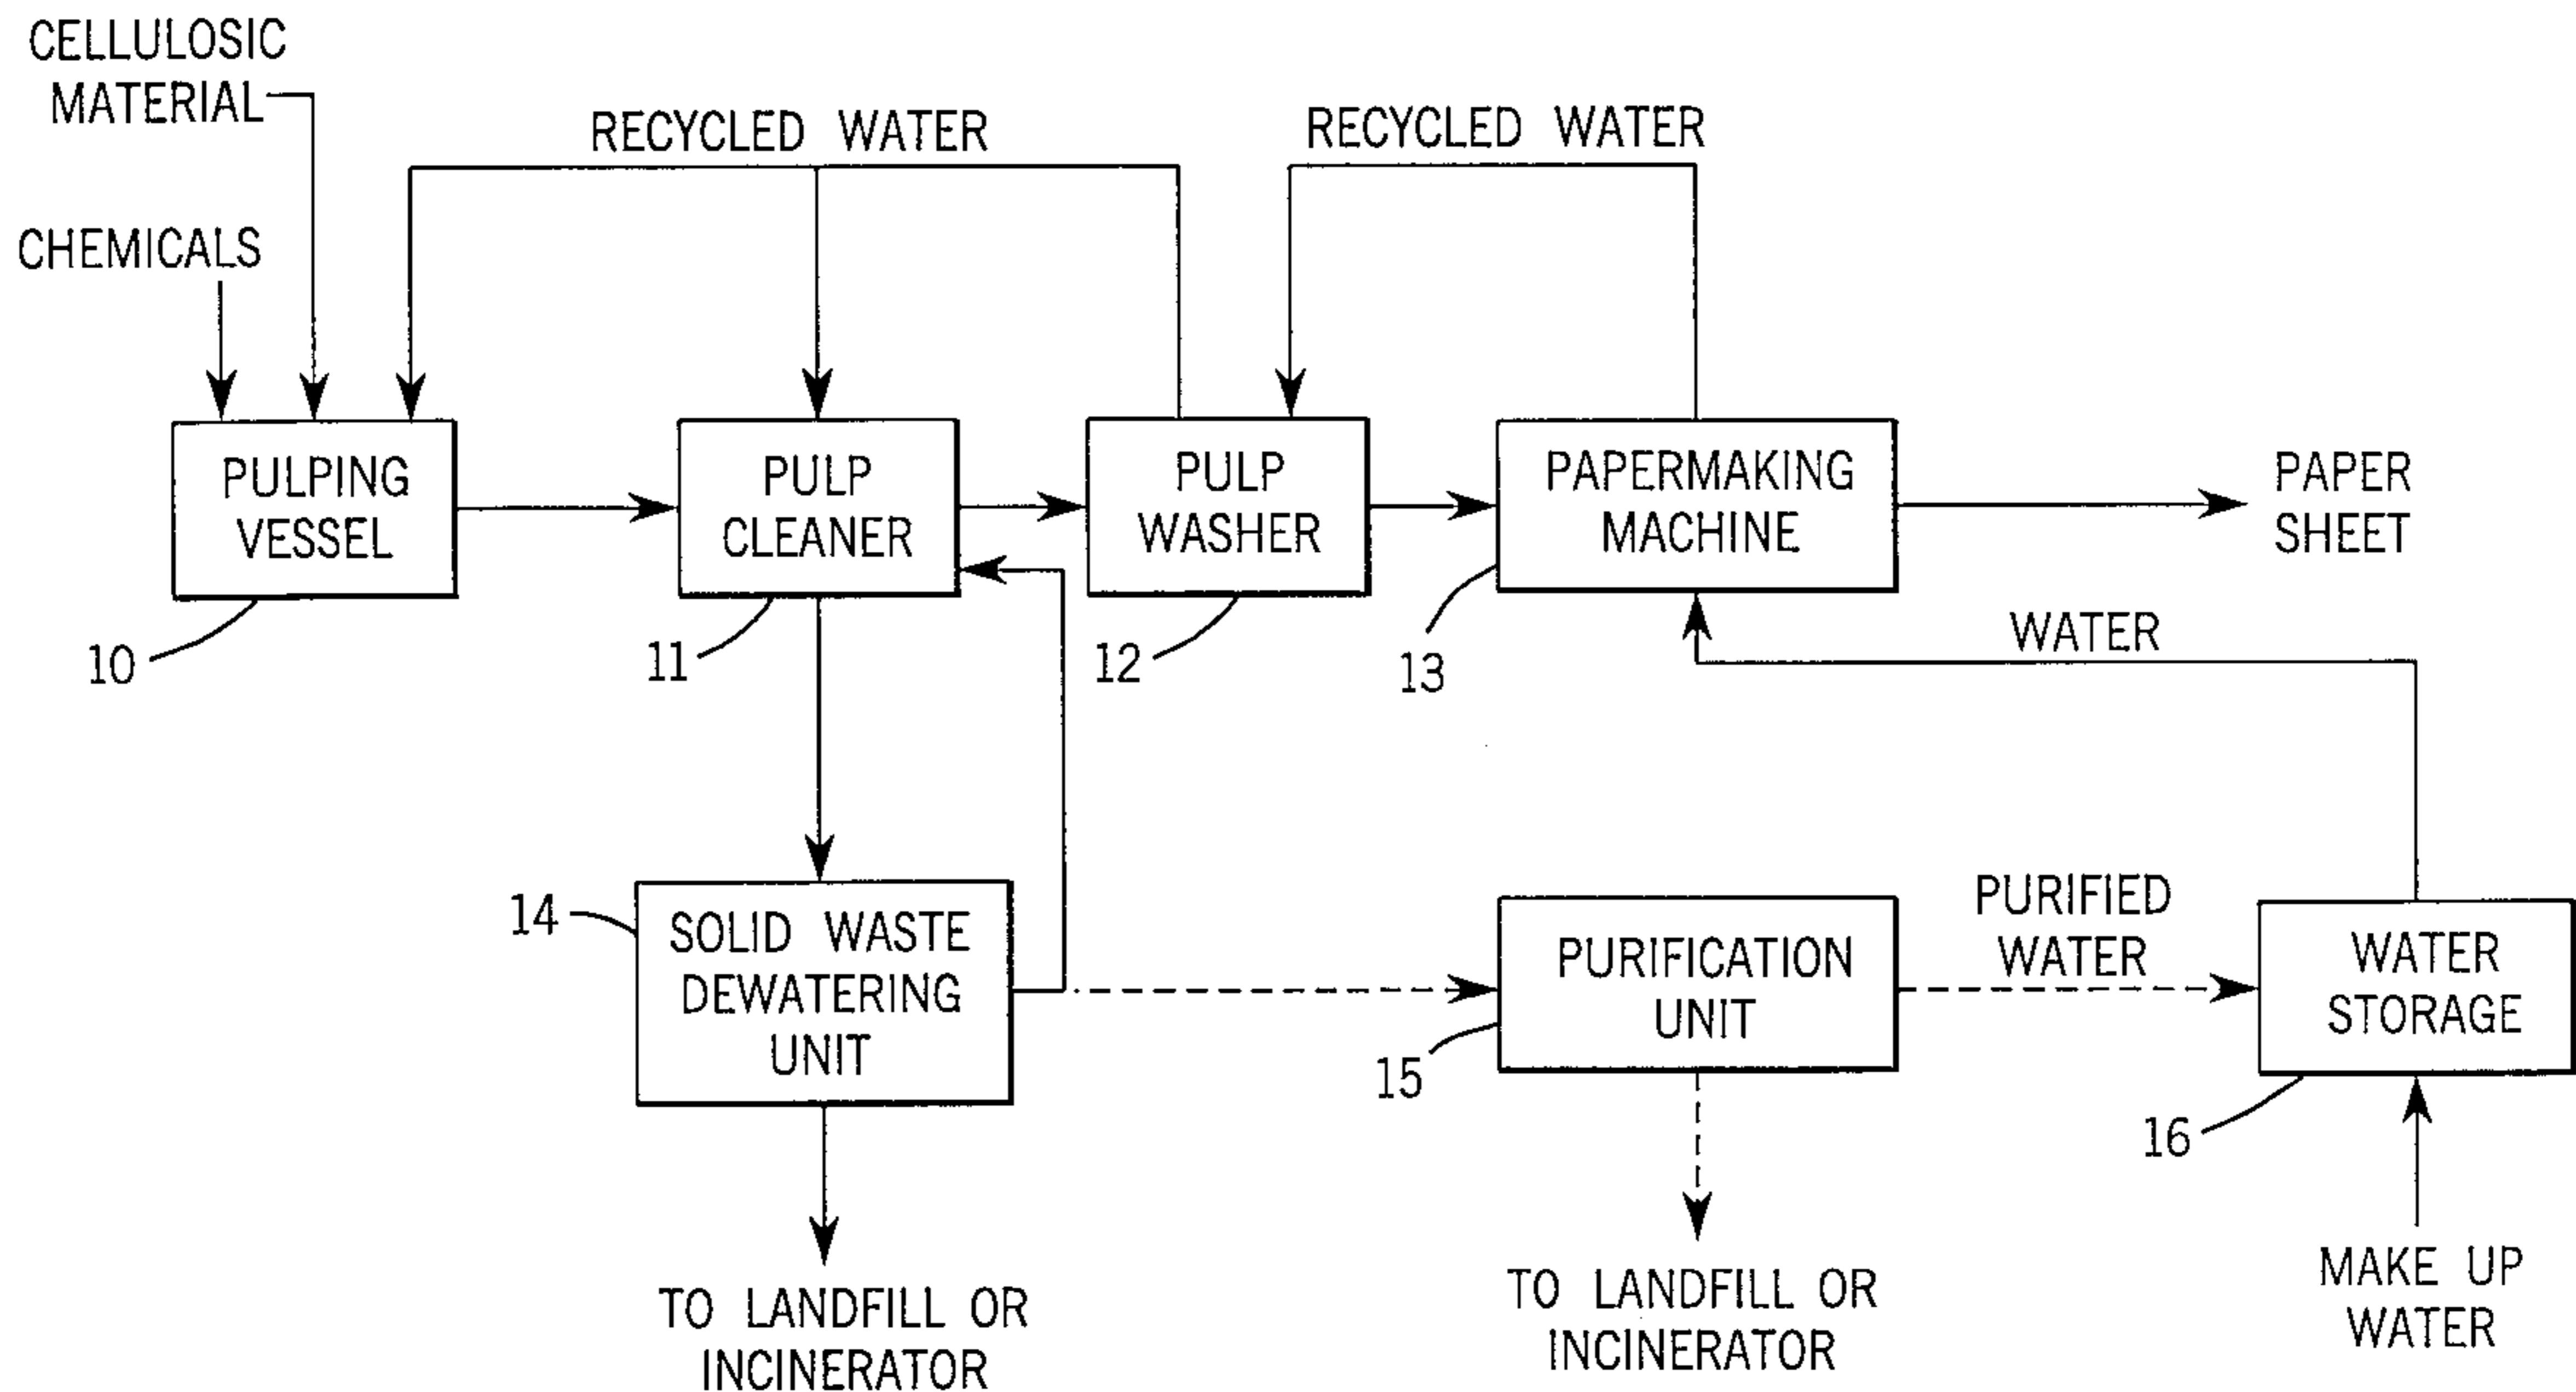 CELLULOSIC
MATERIAL
RECYCLED WATER
RECYCLED WATER
CHEMICALS
PULPING
VESSEL
PULP
CLEANER
PULP
WASHER
PAPERMAKING
MACHINE
PAPER
SHEET
10
11
12
13
WATER
14
SOLID WASTE
DEWATERING
UNIT
PURIFICATION
UNIT
15
PURIFIED
WATER
WATER
STORAGE
16
TO LANDFILL OR
INCINERATOR
TO LANDFILL OR
INCINERATOR
MAKE UP
WATER